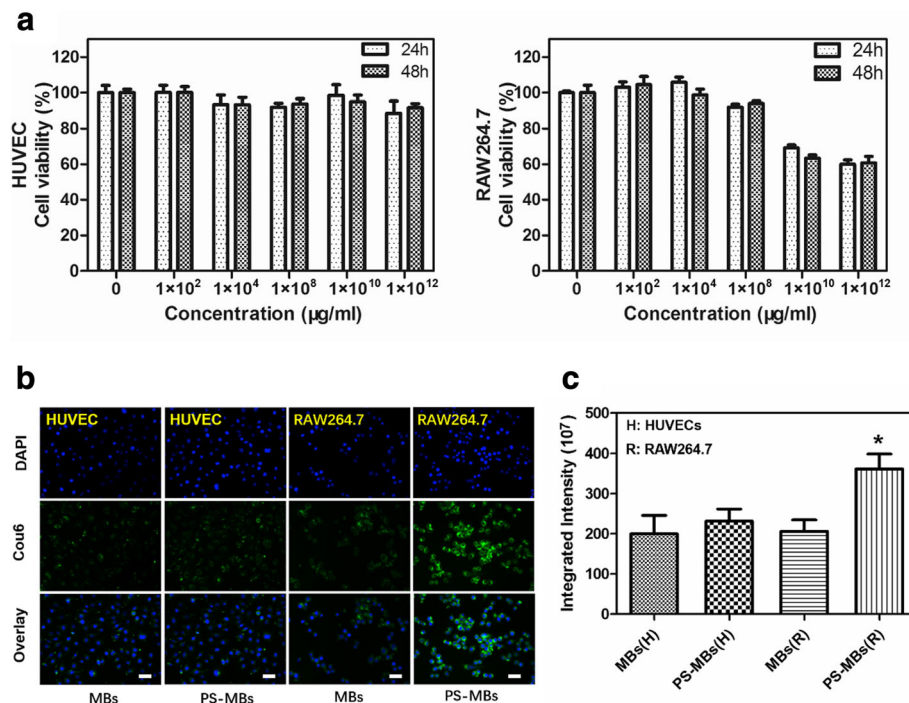 a
HUVEC
Cell viability (%)
120
100
80
60
40
20
0
24h
48h
0 1×10² 1×10⁴ 1×10⁸ 1×10¹⁰ 1×10¹²
Concentration (µg/ml)
RAW264.7
Cell viability (%)
120
100
80
60
40
20
0
24h
48h
0 1×10² 1×10⁴ 1×10⁸ 1×10¹⁰ 1×10¹²
Concentration (µg/ml)
b
HUVEC HUVEC RAW264.7 RAW264.7
DAPI
Cou6
Overlay
MBs PS-MBs MBs PS-MBs
c
Integrated Intensity (107)
500
400
300
200
100
0
H: HUVECs
R: RAW264.7
*
MBs(H) PS-MBs(H) MBs(R) PS-MBs(R)